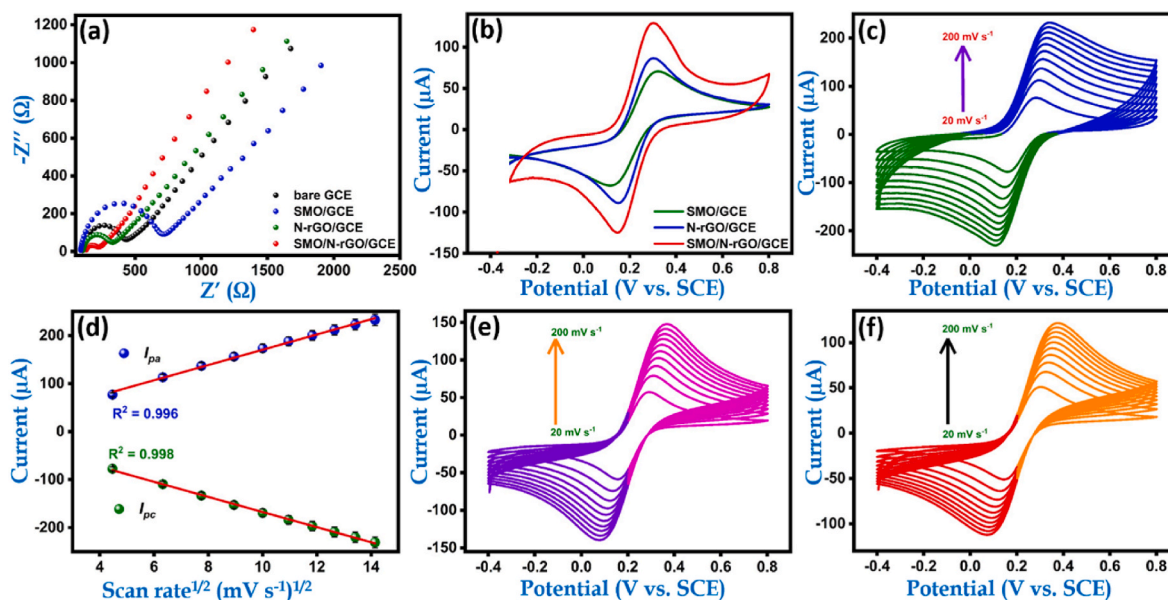 (a)
1200
1000
800
600
400
200
0
-Z′′ (Ω)
bare GCE
SMO/GCE
N-rGO/GCE
SMO/N-rGO/GCE
0 500 1000 1500 2000 2500
Z′ (Ω)
(b)
150
100
50
0
-50
-100
-150
Current (µA)
SMO/GCE
N-rGO/GCE
SMO/N-rGO/GCE
-0.4 -0.2 0.0 0.2 0.4 0.6 0.8
Potential (V vs. SCE)
(c)
200
100
0
-100
-200
Current (µA)
200 mV s⁻¹
20 mV s⁻¹
-0.4 -0.2 0.0 0.2 0.4 0.6 0.8
Potential (V vs. SCE)
(d)
200
100
0
-100
-200
Current (µA)
Ipa
R² = 0.996
R² = 0.998
Ipc
4 6 8 10 12 14
Scan rate¹/² (mV s⁻¹)¹/²
(e)
150
100
50
0
-50
-100
-150
Current (µA)
200 mV s⁻¹
20 mV s⁻¹
-0.4 -0.2 0.0 0.2 0.4 0.6 0.8
Potential (V vs. SCE)
(f)
100
50
0
-50
-100
Current (µA)
200 mV s⁻¹
20 mV s⁻¹
-0.4 -0.2 0.0 0.2 0.4 0.6 0.8
Potential (V vs. SCE)